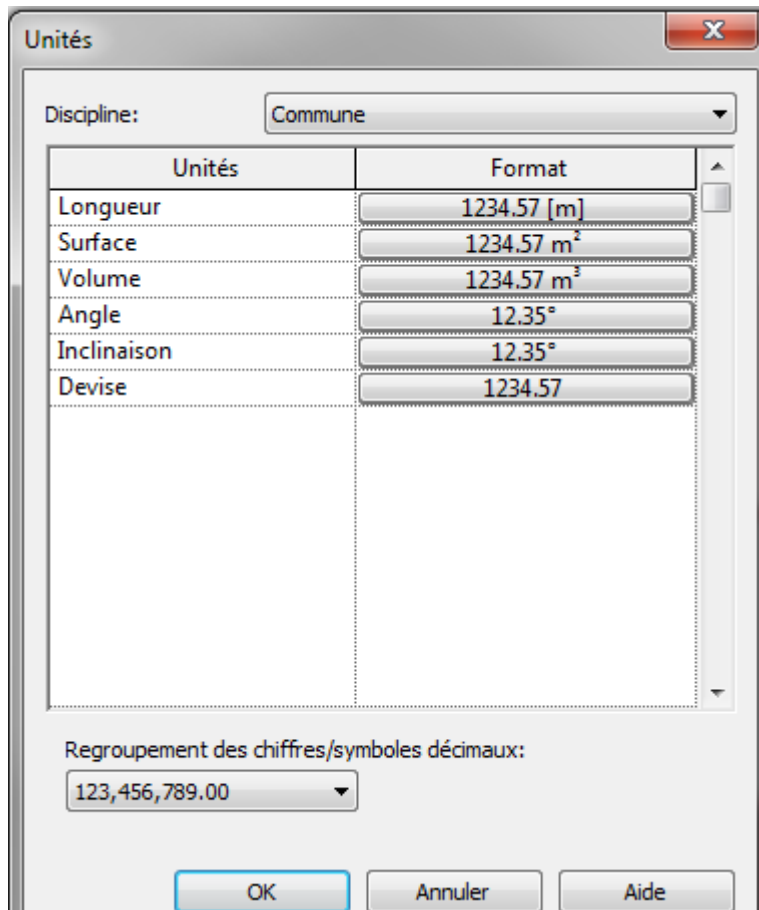 Unités
Discipline: Commune
Unités Format
Longueur 1234.57 [m]
Surface 1234.57 m²
Volume 1234.57 m³
Angle 12.35°
Inclinaison 12.35°
Devise 1234.57
Regroupement des chiffres/symboles décimaux:
123,456,789.00
OK Annuler Aide